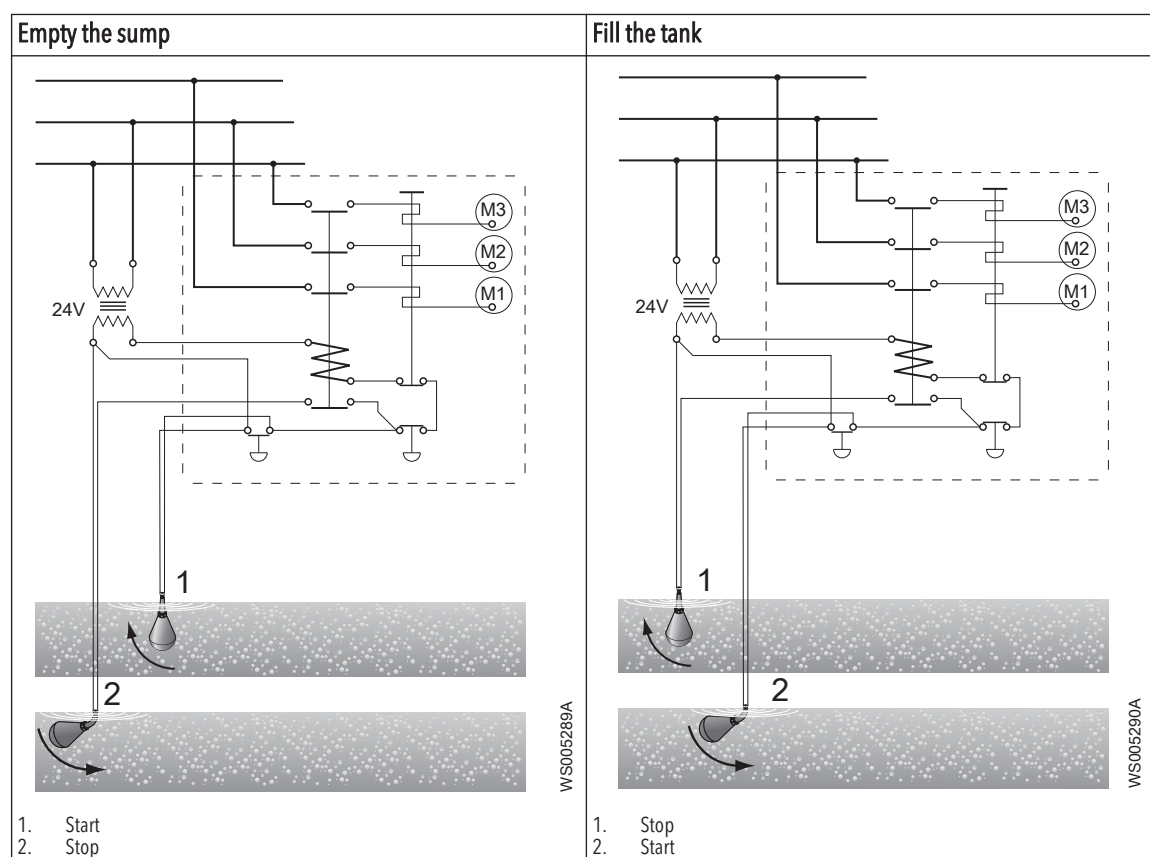 Empty the sump
M3
M2
M1
24V
1
2
WS005289A
1. Start
2. Stop
Fill the tank
M3
M2
M1
24V
1
2
WS005290A
1. Stop
2. Start